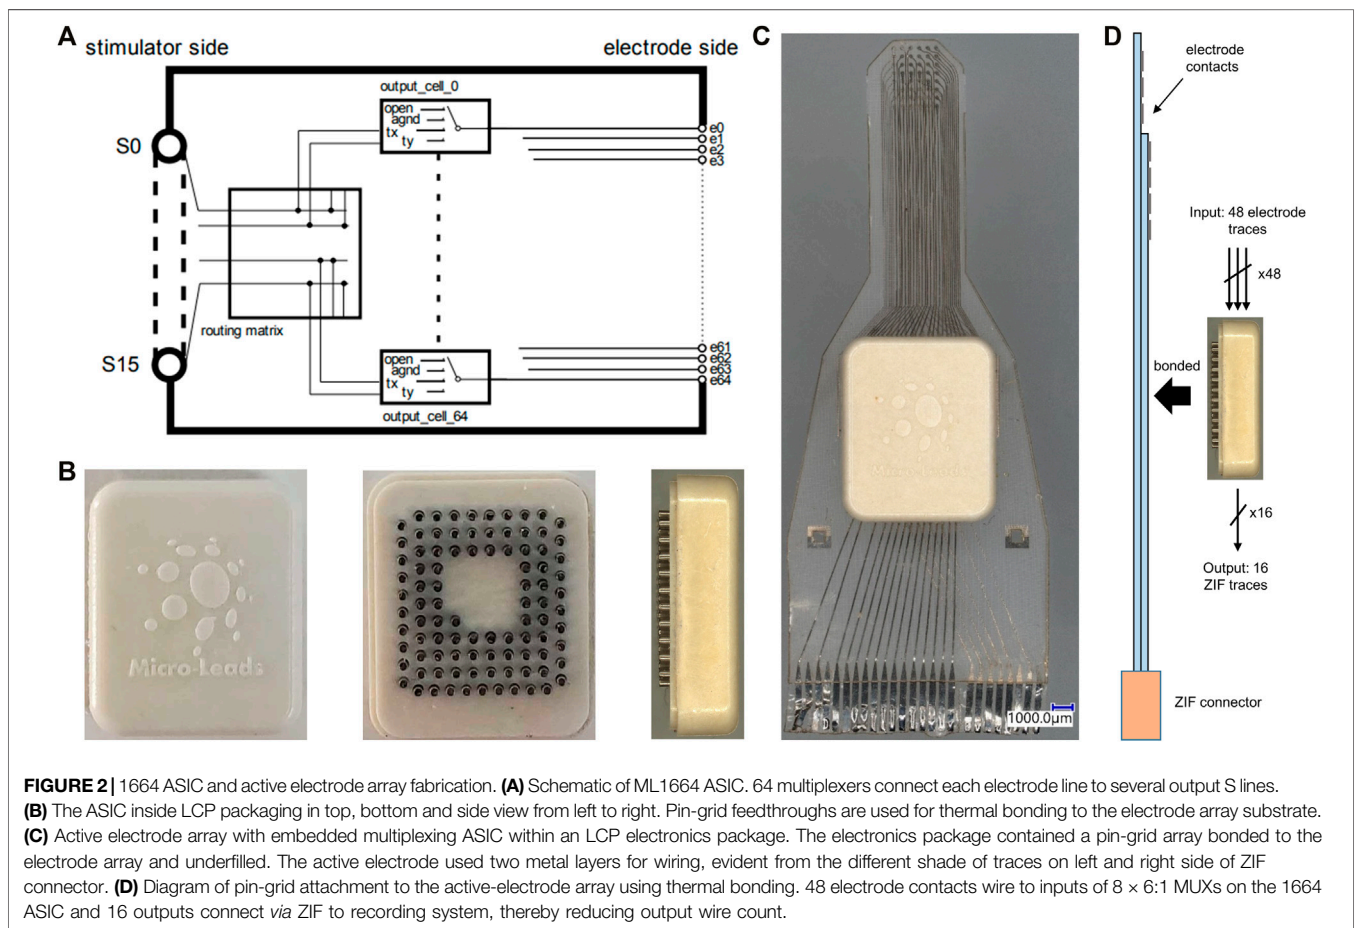 A
stimulator side
electrode side
output_cell_0
open
agnd
tx
ty
e0
e1
e2
e3
S0
routing matrix
S15
open
agnd
tx
ty
output_cell_64
e61
e62
e63
e64
B
Micro-Leads
C
Micro-Leads
1000.0μm
D
electrode
contacts
Input: 48 electrode
traces
x48
bonded
x16
Output: 16
ZIF traces
ZIF connector
FIGURE 2 | 1664 ASIC and active electrode array fabrication. (A) Schematic of ML1664 ASIC. 64 multiplexers connect each electrode line to several output S lines.
(B) The ASIC inside LCP packaging in top, bottom and side view from left to right. Pin-grid feedthroughs are used for thermal bonding to the electrode array substrate.
(C) Active electrode array with embedded multiplexing ASIC within an LCP electronics package. The electronics package contained a pin-grid array bonded to the
electrode array and underfilled. The active electrode used two metal layers for wiring, evident from the different shade of traces on left and right side of ZIF
connector. (D) Diagram of pin-grid attachment to the active-electrode array using thermal bonding. 48 electrode contacts wire to inputs of 8 × 6:1 MUXs on the 1664
ASIC and 16 outputs connect via ZIF to recording system, thereby reducing output wire count.